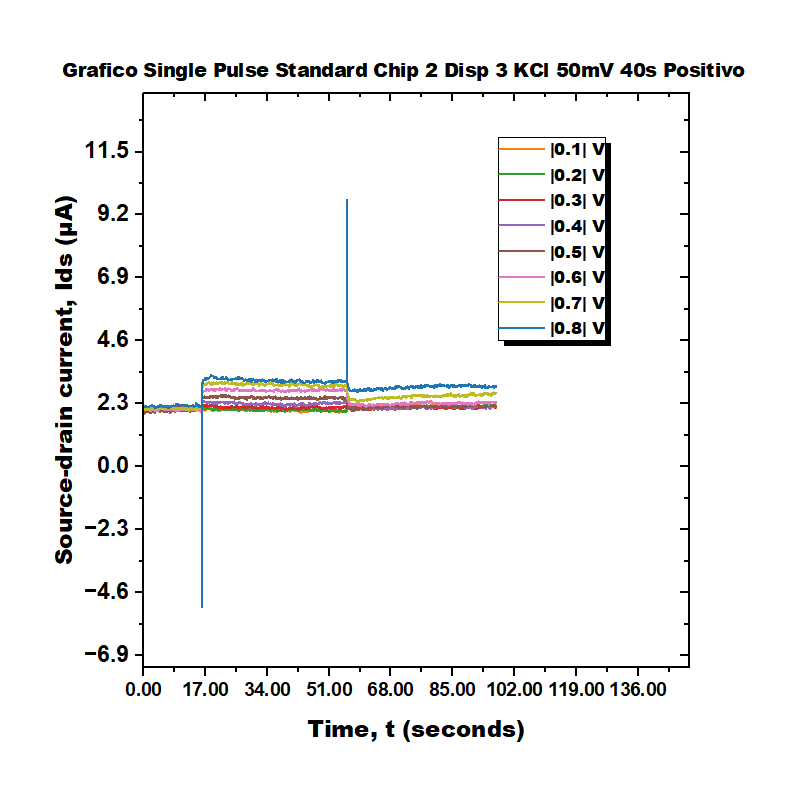 Grafico Single Pulse Standard Chip 2 Disp 3 KCl 50mV 40s Positivo
|0.1| V
|0.2| V
|0.3| V
|0.4| V
|0.5| V
|0.6| V
|0.7| V
|0.8| V
Source-drain current, Ids (μA)
11.5
9.2
6.9
4.6
2.3
0.0
−2.3
−4.6
−6.9
0.00 17.00 34.00 51.00 68.00 85.00 102.00 119.00 136.00
Time, t (seconds)